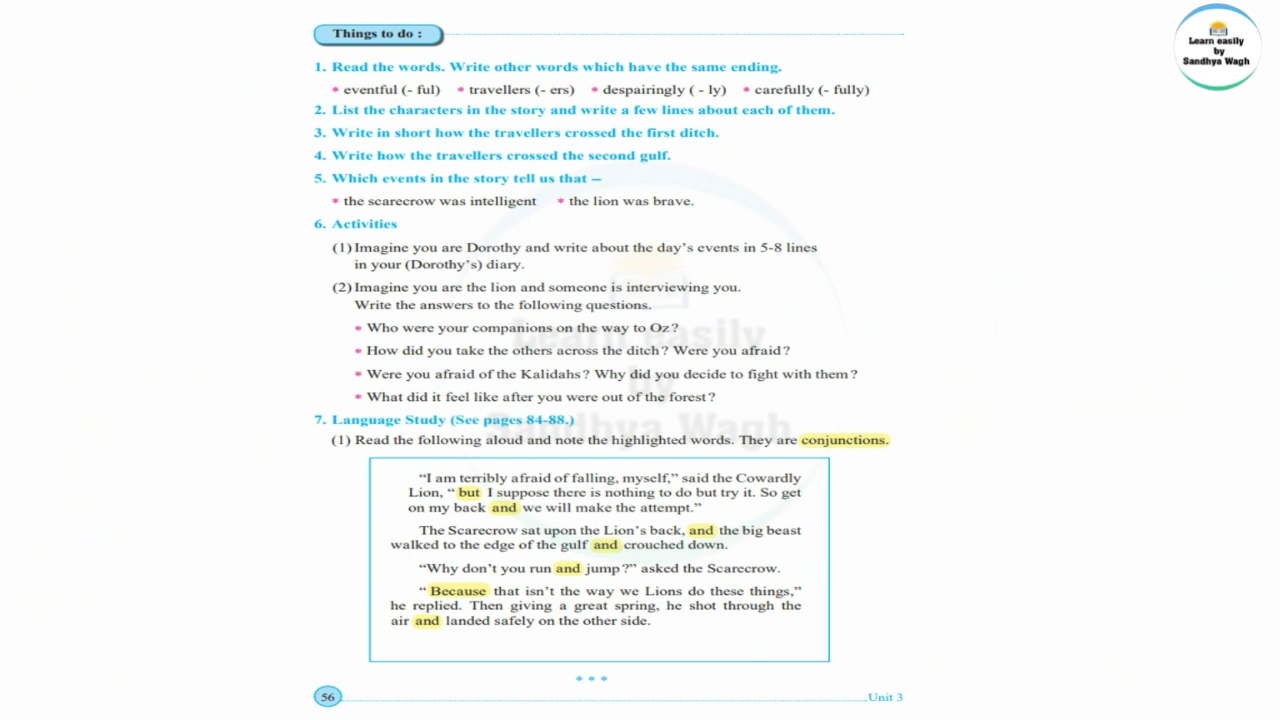 Things to do :
Learn easily
by
Sandhya Wagh
1. Read the words. Write other words which have the same ending.
* eventful (- ful) * travellers (- ers) * despairingly ( - ly) * carefully (- fully)
2. List the characters in the story and write a few lines about each of them.
3. Write in short how the travellers crossed the first ditch.
4. Write how the travellers crossed the second gulf.
5. Which events in the story tell us that –
* the scarecrow was intelligent * the lion was brave.
6. Activities
(1) Imagine you are Dorothy and write about the day's events in 5-8 lines
in your (Dorothy's) diary.
(2) Imagine you are the lion and someone is interviewing you.
Write the answers to the following questions.
* Who were your companions on the way to Oz?
* How did you take the others across the ditch? Were you afraid?
* Were you afraid of the Kalidahs? Why did you decide to fight with them?
* What did it feel like after you were out of the forest?
Learn easily
by
Sandhya Wagh
7. Language Study (See pages 84-88.)
(1) Read the following aloud and note the highlighted words. They are conjunctions.
“I am terribly afraid of falling, myself,” said the Cowardly
Lion, “ but I suppose there is nothing to do but try it. So get
on my back and we will make the attempt.”
The Scarecrow sat upon the Lion's back, and the big beast
walked to the edge of the gulf and crouched down.
“Why don't you run and jump?” asked the Scarecrow.
“ Because that isn't the way we Lions do these things,”
he replied. Then giving a great spring, he shot through the
air and landed safely on the other side.
* * *
56
Unit 3